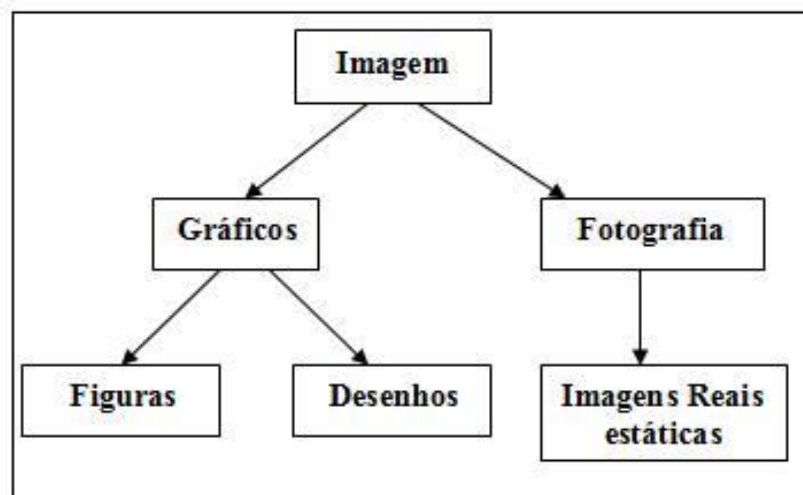 Imagem
Gráficos
Fotografia
Figuras
Desenhos
Imagens Reais
estáticas